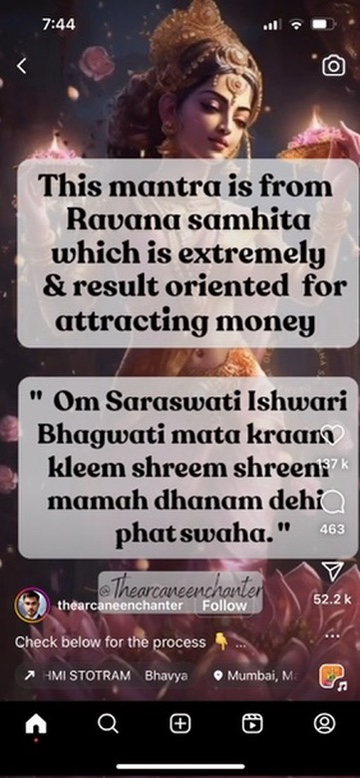 7:44
This mantra is from
Ravana samhita
which is extremely
& result oriented for
attracting money
" Om Saraswati Ishwari
Bhagwati mata kraam
kleem shreem shreem
mamah dhanam dehi
phat swaha. "
137 k
463
52.2 k
@Thearcaneenchanter
thearcaneenchanter Follow
Check below for the process 👇 ...
HMI STOTRAM Bhavya Mumbai, M